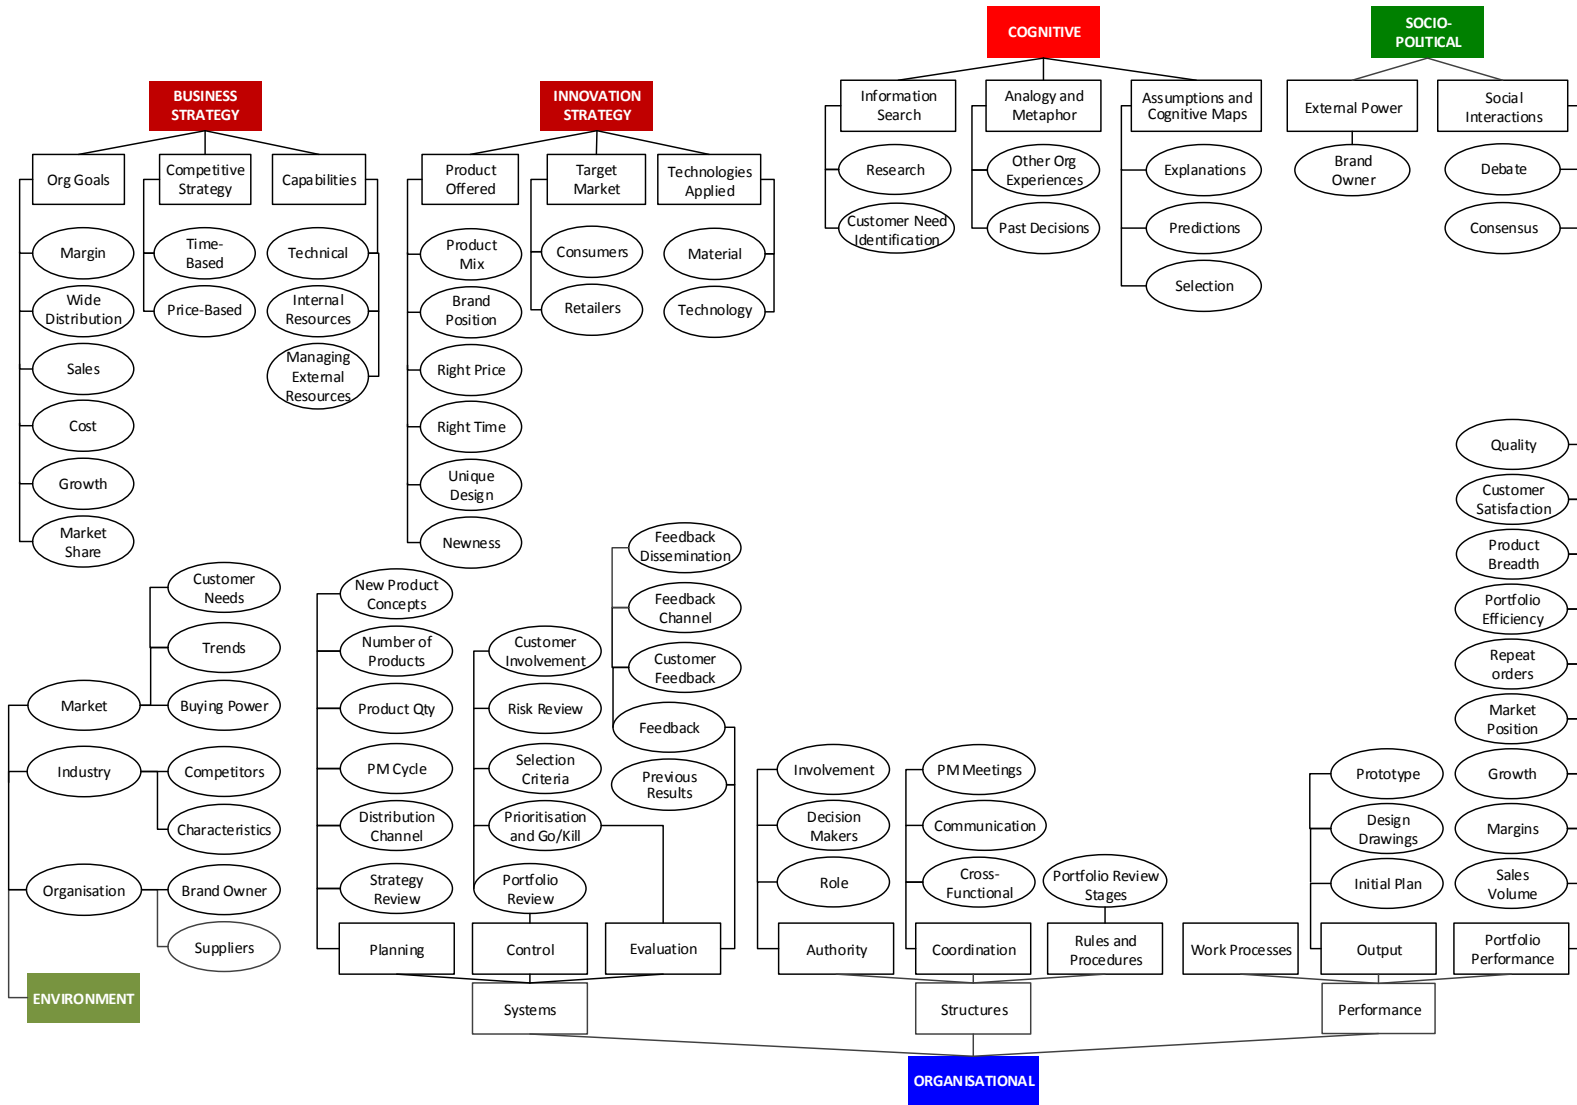 COGNITIVE
SOCIO-
POLITICAL
BUSINESS
STRATEGY
INNOVATION
STRATEGY
Information
Search
Analogy and
Metaphor
Assumptions and
Cognitive Maps
External Power
Social
Interactions
Research
Customer Need
Identification
Other Org
Experiences
Past Decisions
Explanations
Predictions
Selection
Brand
Owner
Debate
Consensus
Org Goals
Competitive
Strategy
Capabilities
Margin
Wide
Distribution
Sales
Cost
Growth
Market
Share
Time-
Based
Price-Based
Technical
Internal
Resources
Managing
External
Resources
Product
Offered
Target
Market
Technologies
Applied
Product
Mix
Brand
Position
Right Price
Right Time
Unique
Design
Newness
Consumers
Retailers
Material
Technology
Customer
Needs
Trends
Market
Buying Power
Industry
Competitors
Characteristics
Organisation
Brand Owner
Suppliers
ENVIRONMENT
New Product
Concepts
Number of
Products
Product Qty
PM Cycle
Distribution
Channel
Strategy
Review
Planning
Customer
Involvement
Risk Review
Selection
Criteria
Prioritisation
and Go/Kill
Portfolio
Review
Control
Feedback
Dissemination
Feedback
Channel
Customer
Feedback
Feedback
Previous
Results
Evaluation
Systems
Involvement
Decision
Makers
Role
Authority
PM Meetings
Communication
Cross-
Functional
Coordination
Portfolio Review
Stages
Rules and
Procedures
Structures
Quality
Customer
Satisfaction
Product
Breadth
Portfolio
Efficiency
Repeat
orders
Market
Position
Growth
Margins
Sales
Volume
Portfolio
Performance
Prototype
Design
Drawings
Initial Plan
Output
Work Processes
Performance
ORGANISATIONAL